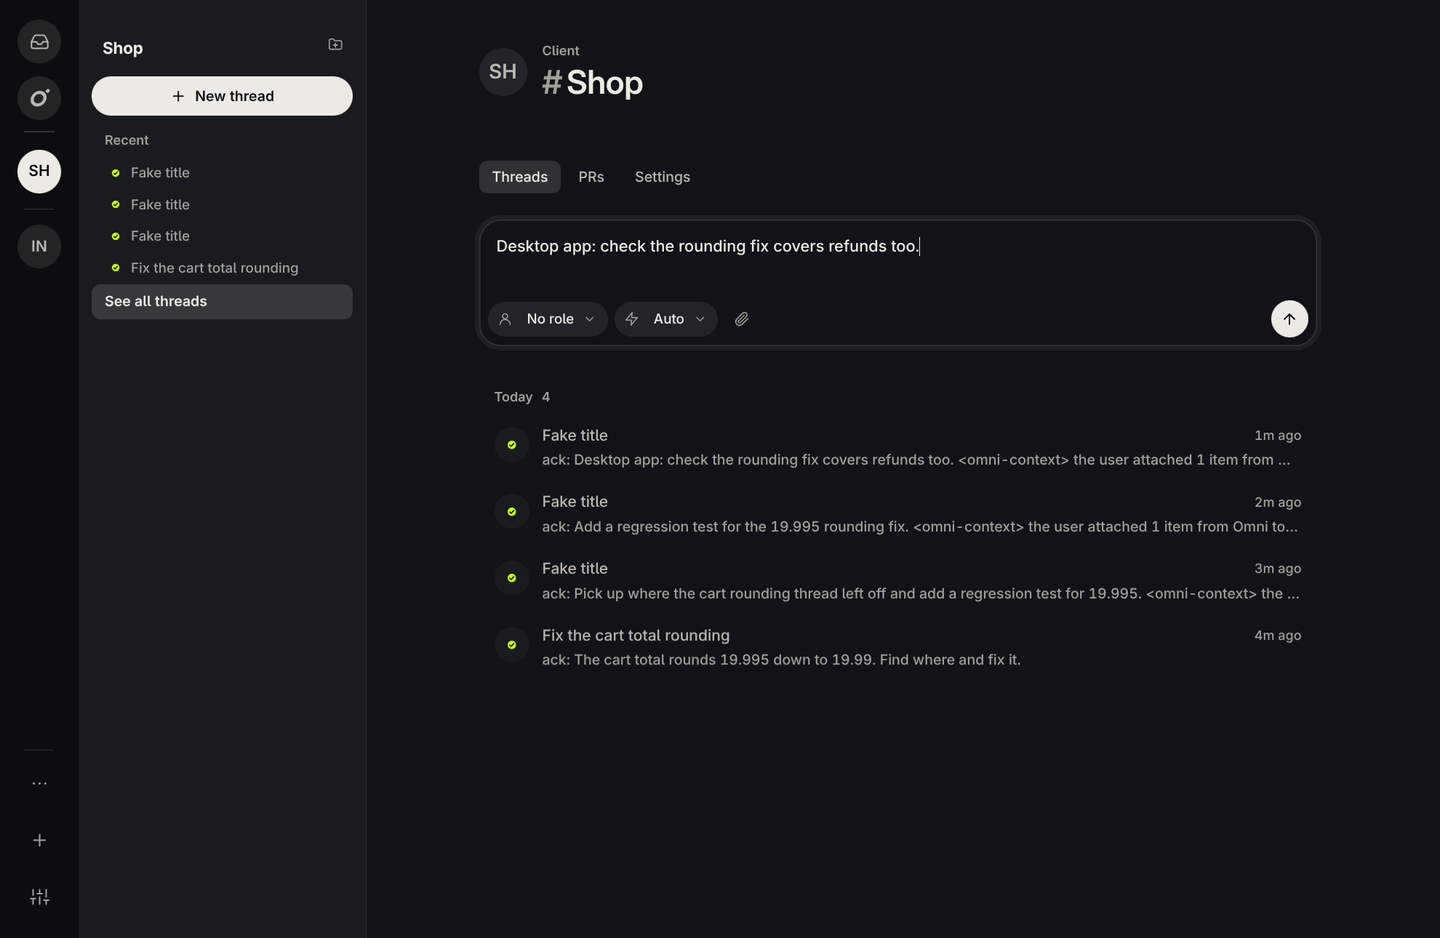 Shop
New thread
Recent
Fake title
Fake title
Fake title
Fix the cart total rounding
See all threads
SH
IN
SH
Client
# Shop
Threads
PRs
Settings
Desktop app: check the rounding fix covers refunds too.
No role
Auto
Today 4
Fake title
1m ago
ack: Desktop app: check the rounding fix covers refunds too. <omni-context> the user attached 1 item from ...
Fake title
2m ago
ack: Add a regression test for the 19.995 rounding fix. <omni-context> the user attached 1 item from Omni to...
Fake title
3m ago
ack: Pick up where the cart rounding thread left off and add a regression test for 19.995. <omni-context> the ...
Fix the cart total rounding
4m ago
ack: The cart total rounds 19.995 down to 19.99. Find where and fix it.